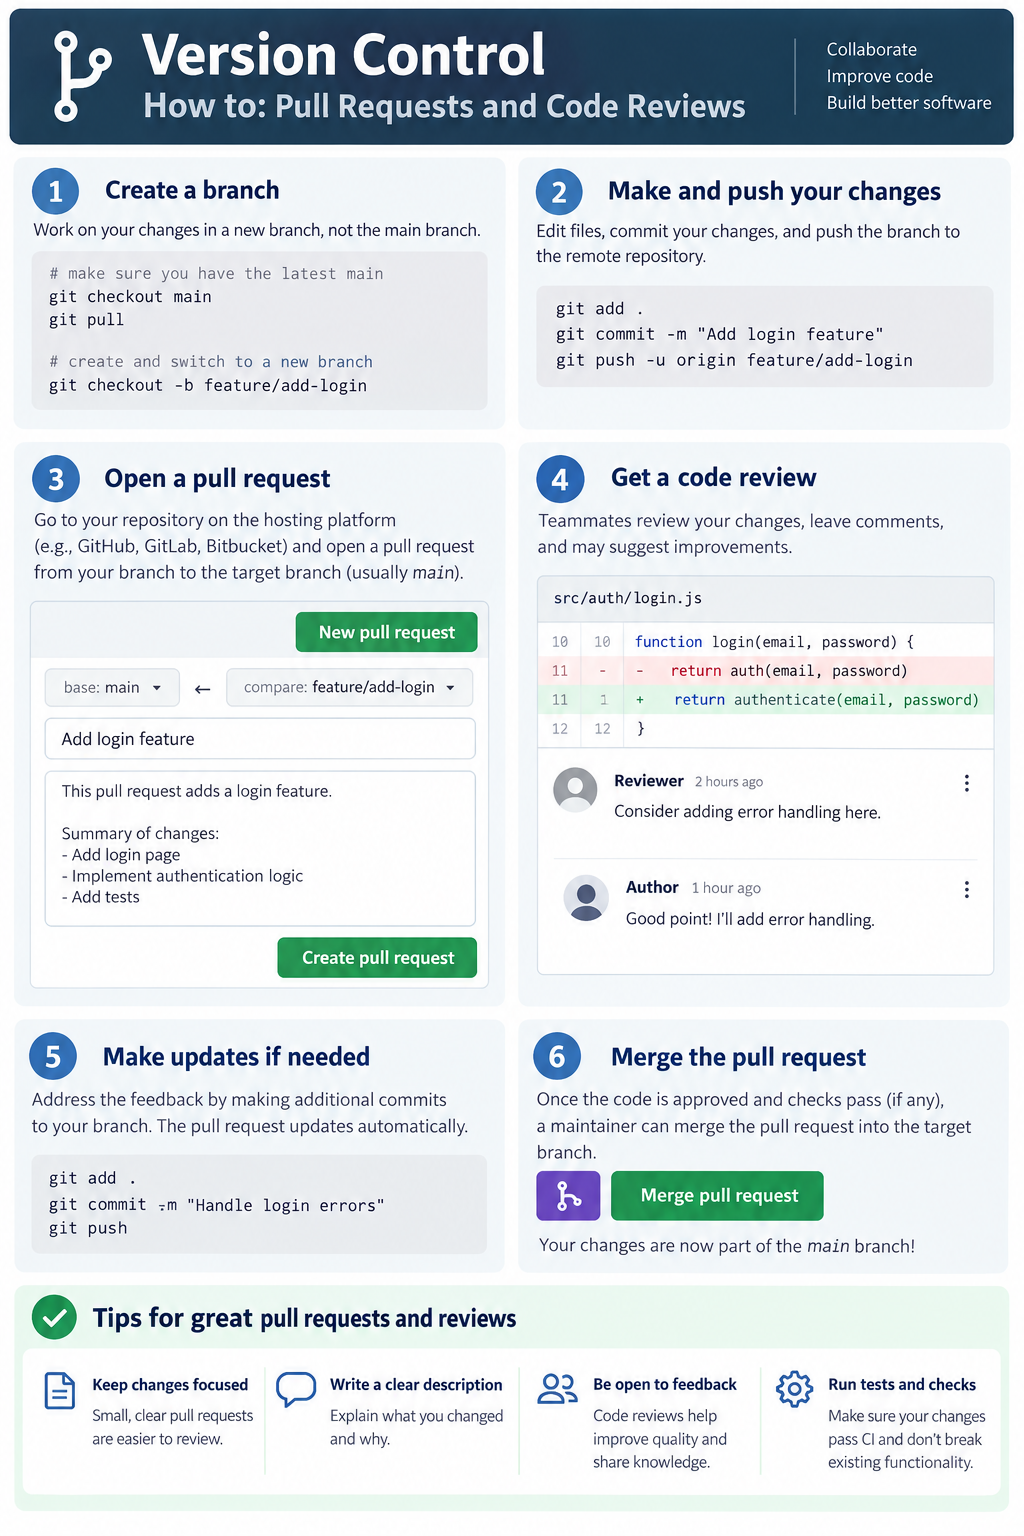 Version Control
How to: Pull Requests and Code Reviews
Collaborate
Improve code
Build better software
1
Create a branch
Work on your changes in a new branch, not the main branch.
# make sure you have the latest main
git checkout main
git pull
# create and switch to a new branch
git checkout -b feature/add-login
2
Make and push your changes
Edit files, commit your changes, and push the branch to
the remote repository.
git add .
git commit -m "Add login feature"
git push -u origin feature/add-login
3
Open a pull request
Go to your repository on the hosting platform
(e.g., GitHub, GitLab, Bitbucket) and open a pull request
from your branch to the target branch (usually main).
New pull request
base: main ← compare: feature/add-login
Add login feature
This pull request adds a login feature.
Summary of changes:
- Add login page
- Implement authentication logic
- Add tests
Create pull request
4
Get a code review
Teammates review your changes, leave comments,
and may suggest improvements.
src/auth/login.js
10 10 function login(email, password) {
11 - - return auth(email, password)
11 1 + return authenticate(email, password)
12 12 }
Reviewer 2 hours ago
Consider adding error handling here.
Author 1 hour ago
Good point! I'll add error handling.
5
Make updates if needed
Address the feedback by making additional commits
to your branch. The pull request updates automatically.
git add .
git commit -m "Handle login errors"
git push
6
Merge the pull request
Once the code is approved and checks pass (if any),
a maintainer can merge the pull request into the target
branch.
Merge pull request
Your changes are now part of the main branch!
Tips for great pull requests and reviews
Keep changes focused
Small, clear pull requests
are easier to review.
Write a clear description
Explain what you changed
and why.
Be open to feedback
Code reviews help
improve quality and
share knowledge.
Run tests and checks
Make sure your changes
pass CI and don't break
existing functionality.